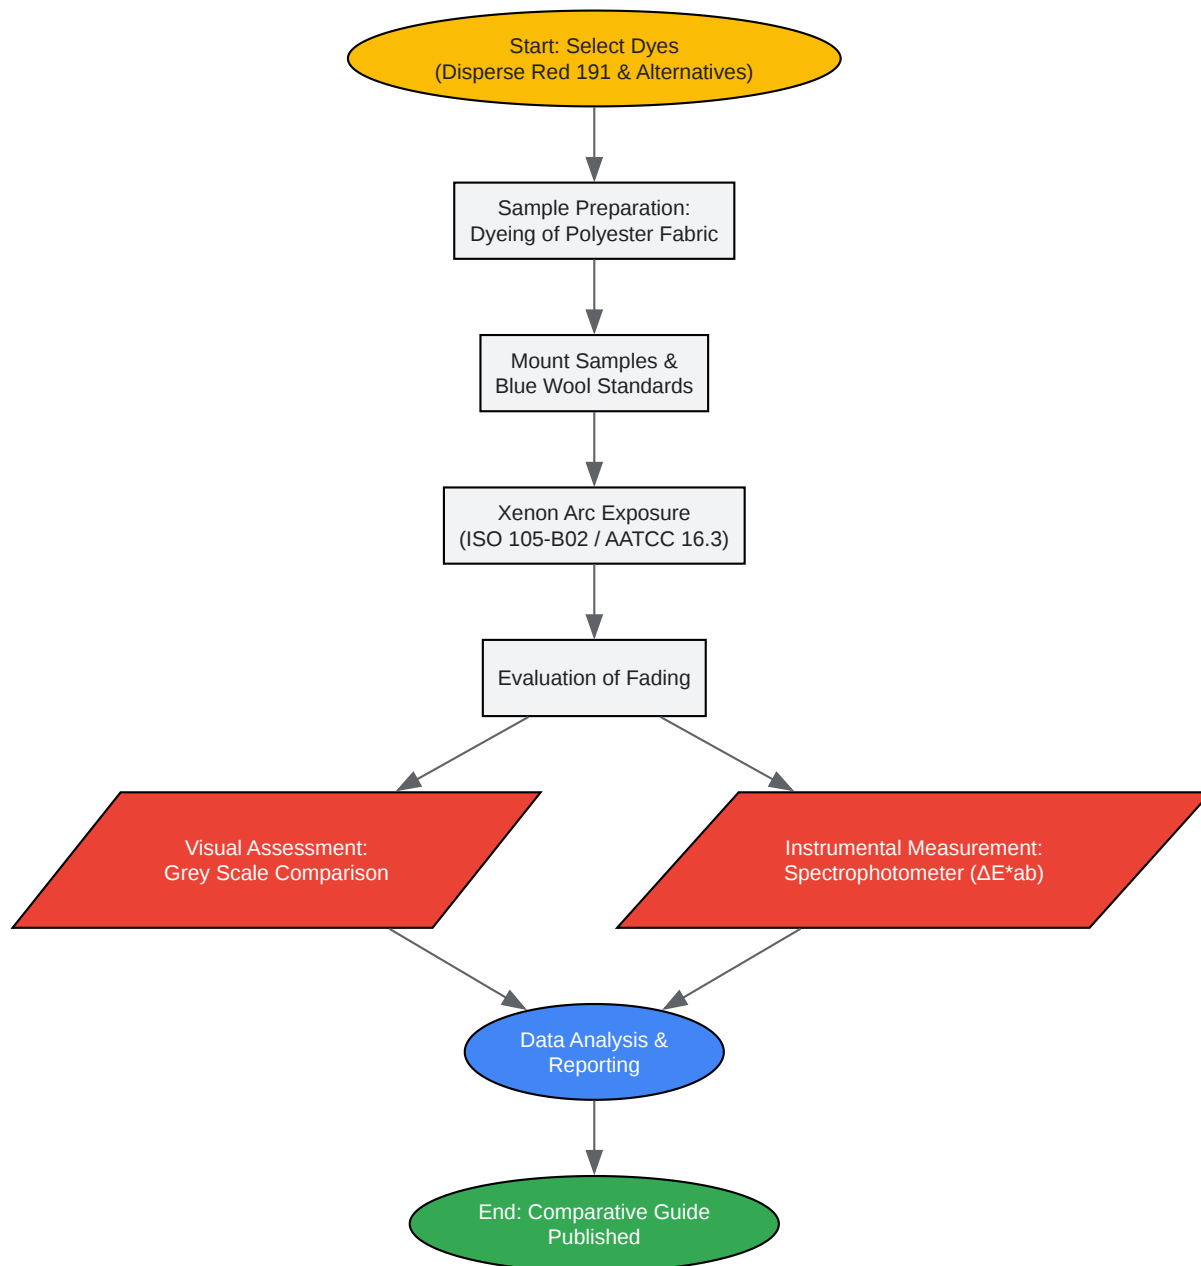 Start: Select Dyes
(Disperse Red 191 & Alternatives)
Sample Preparation:
Dyeing of Polyester Fabric
Mount Samples &
Blue Wool Standards
Xenon Arc Exposure
(ISO 105-B02 / AATCC 16.3)
Evaluation of Fading
Visual Assessment:
Grey Scale Comparison
Instrumental Measurement:
Spectrophotometer (ΔE*ab)
Data Analysis &
Reporting
End: Comparative Guide
Published